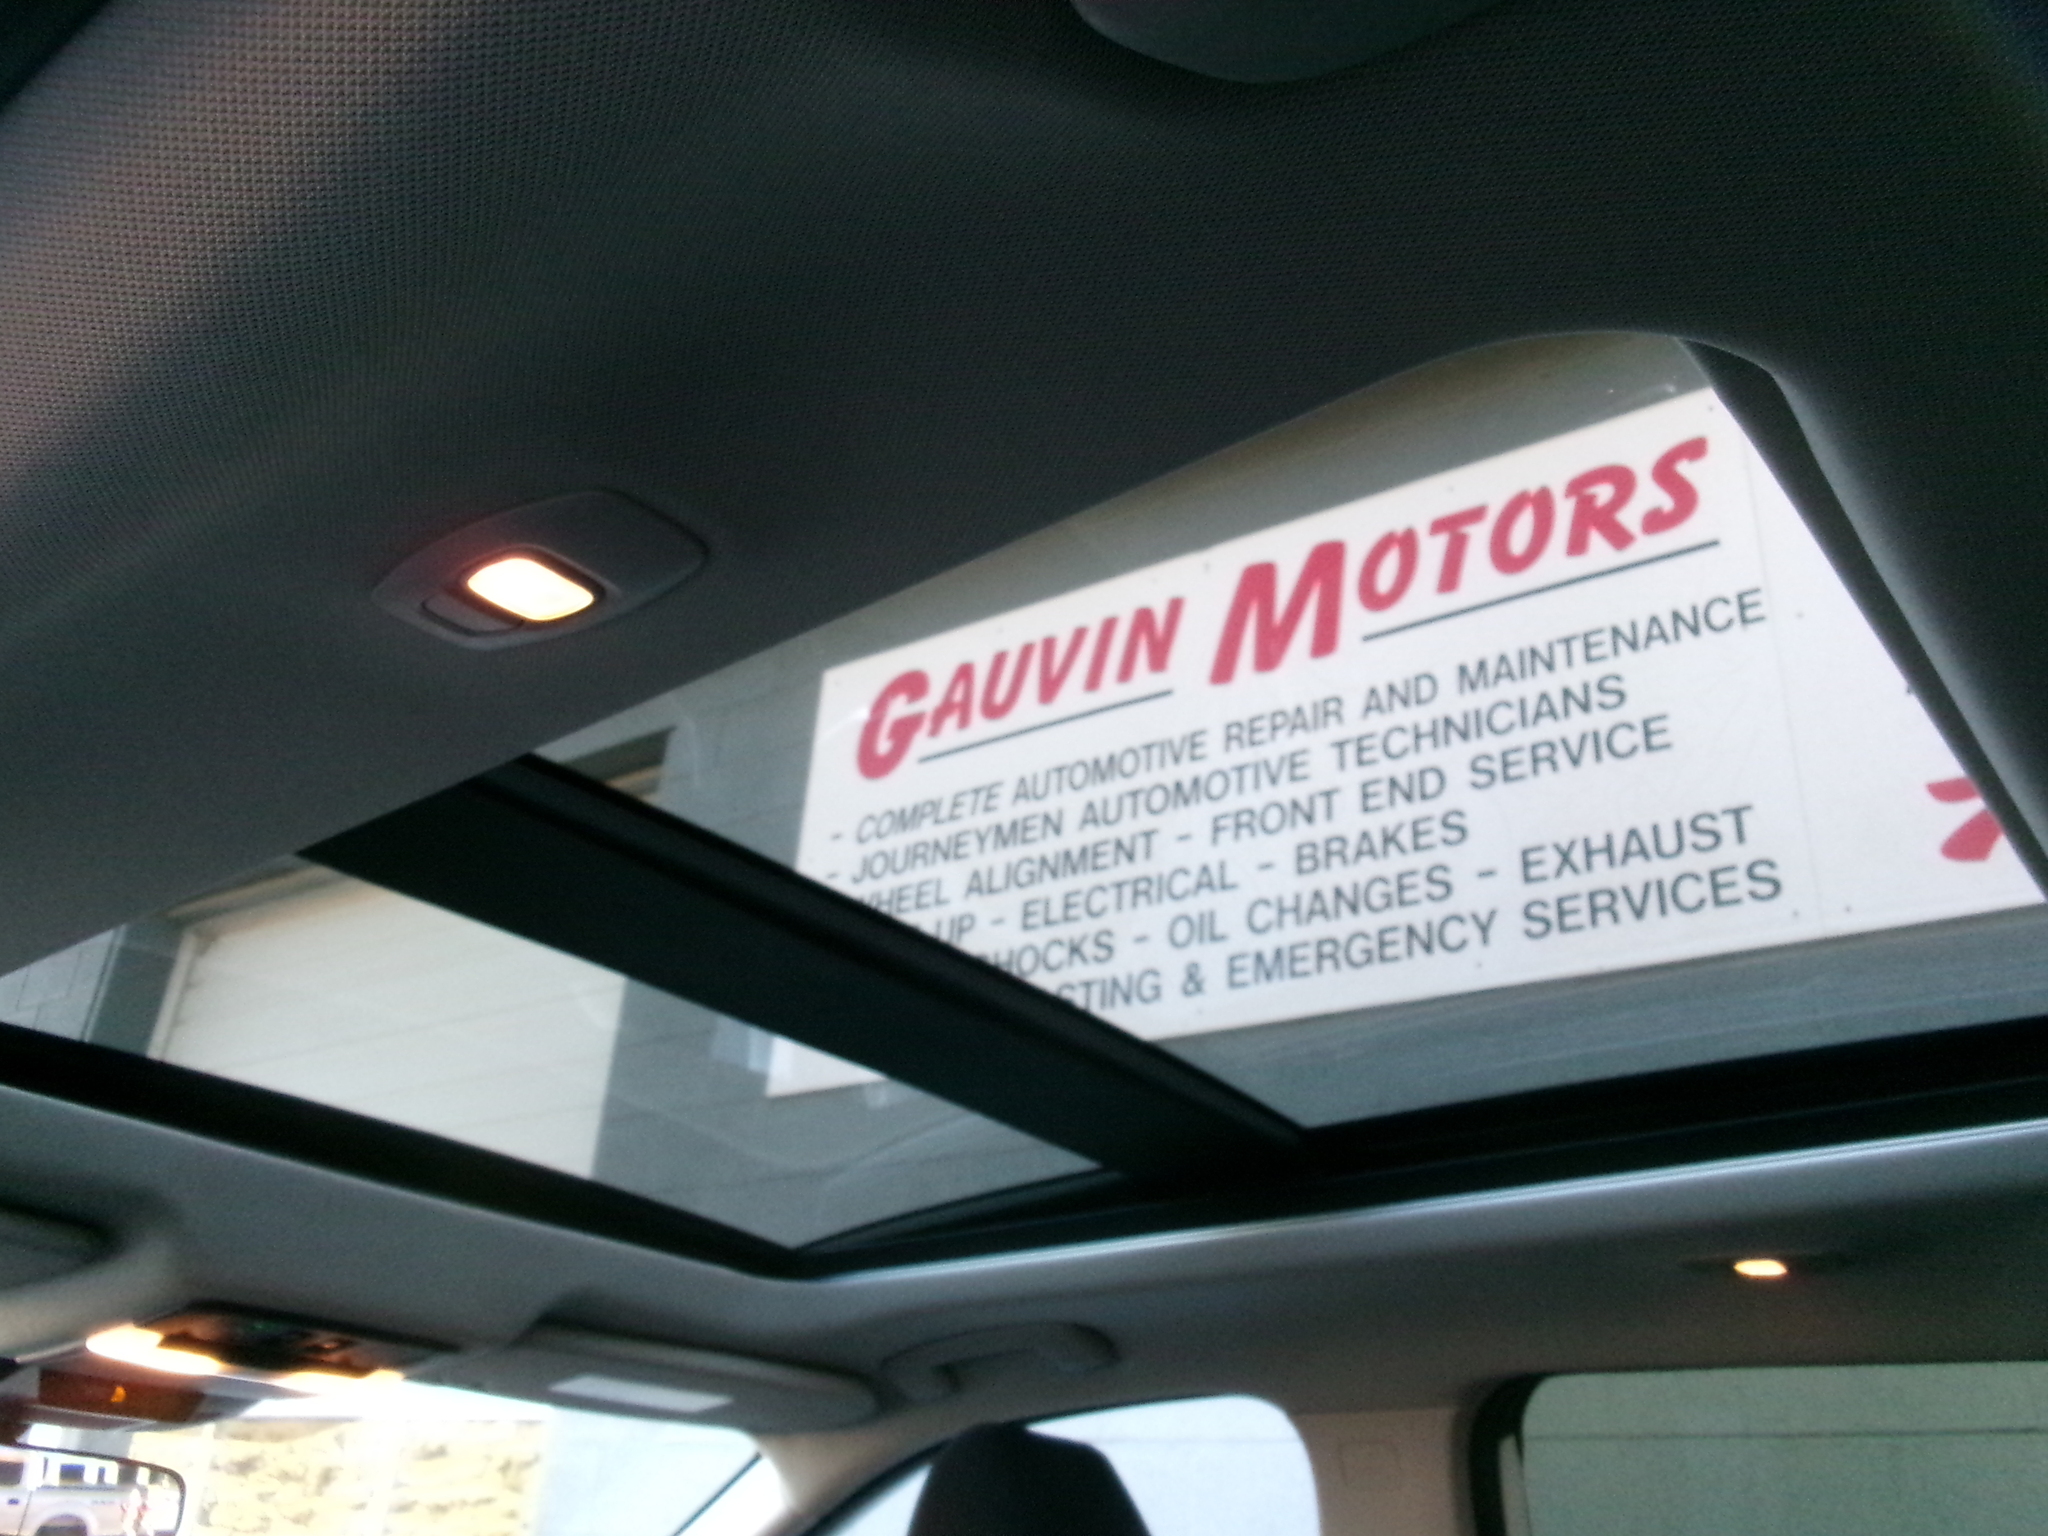 GAUVIN MOTORS
- COMPLETE AUTOMOTIVE REPAIR AND MAINTENANCE
- JOURNEYMEN AUTOMOTIVE TECHNICIANS
WHEEL ALIGNMENT - FRONT END SERVICE
UP - ELECTRICAL - BRAKES
SHOCKS - OIL CHANGES - EXHAUST
& EMERGENCY SERVICES